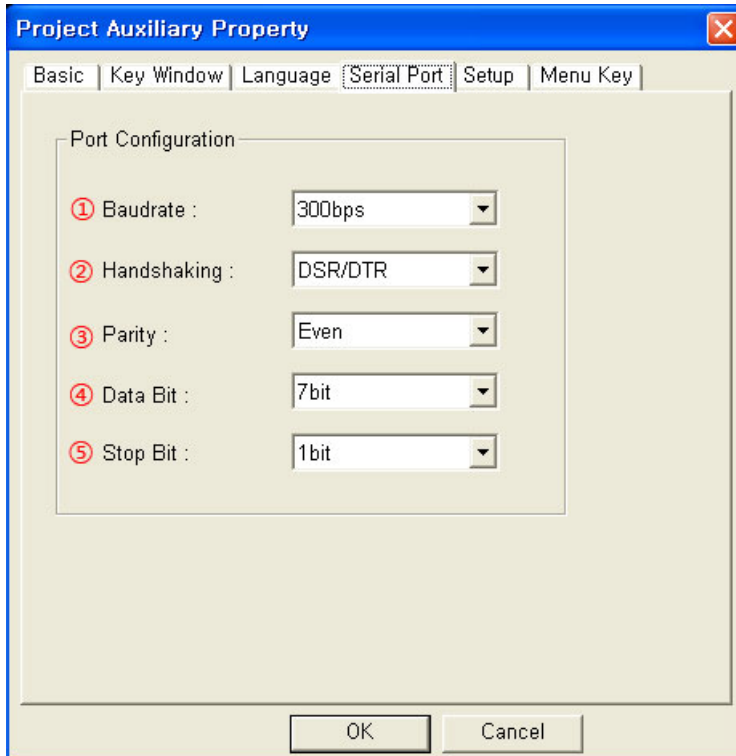 Project Auxiliary Property
Basic Key Window Language Serial Port Setup Menu Key
Port Configuration
① Baudrate : 300bps
② Handshaking : DSR/DTR
③ Parity : Even
④ Data Bit : 7bit
⑤ Stop Bit : 1bit
OK Cancel